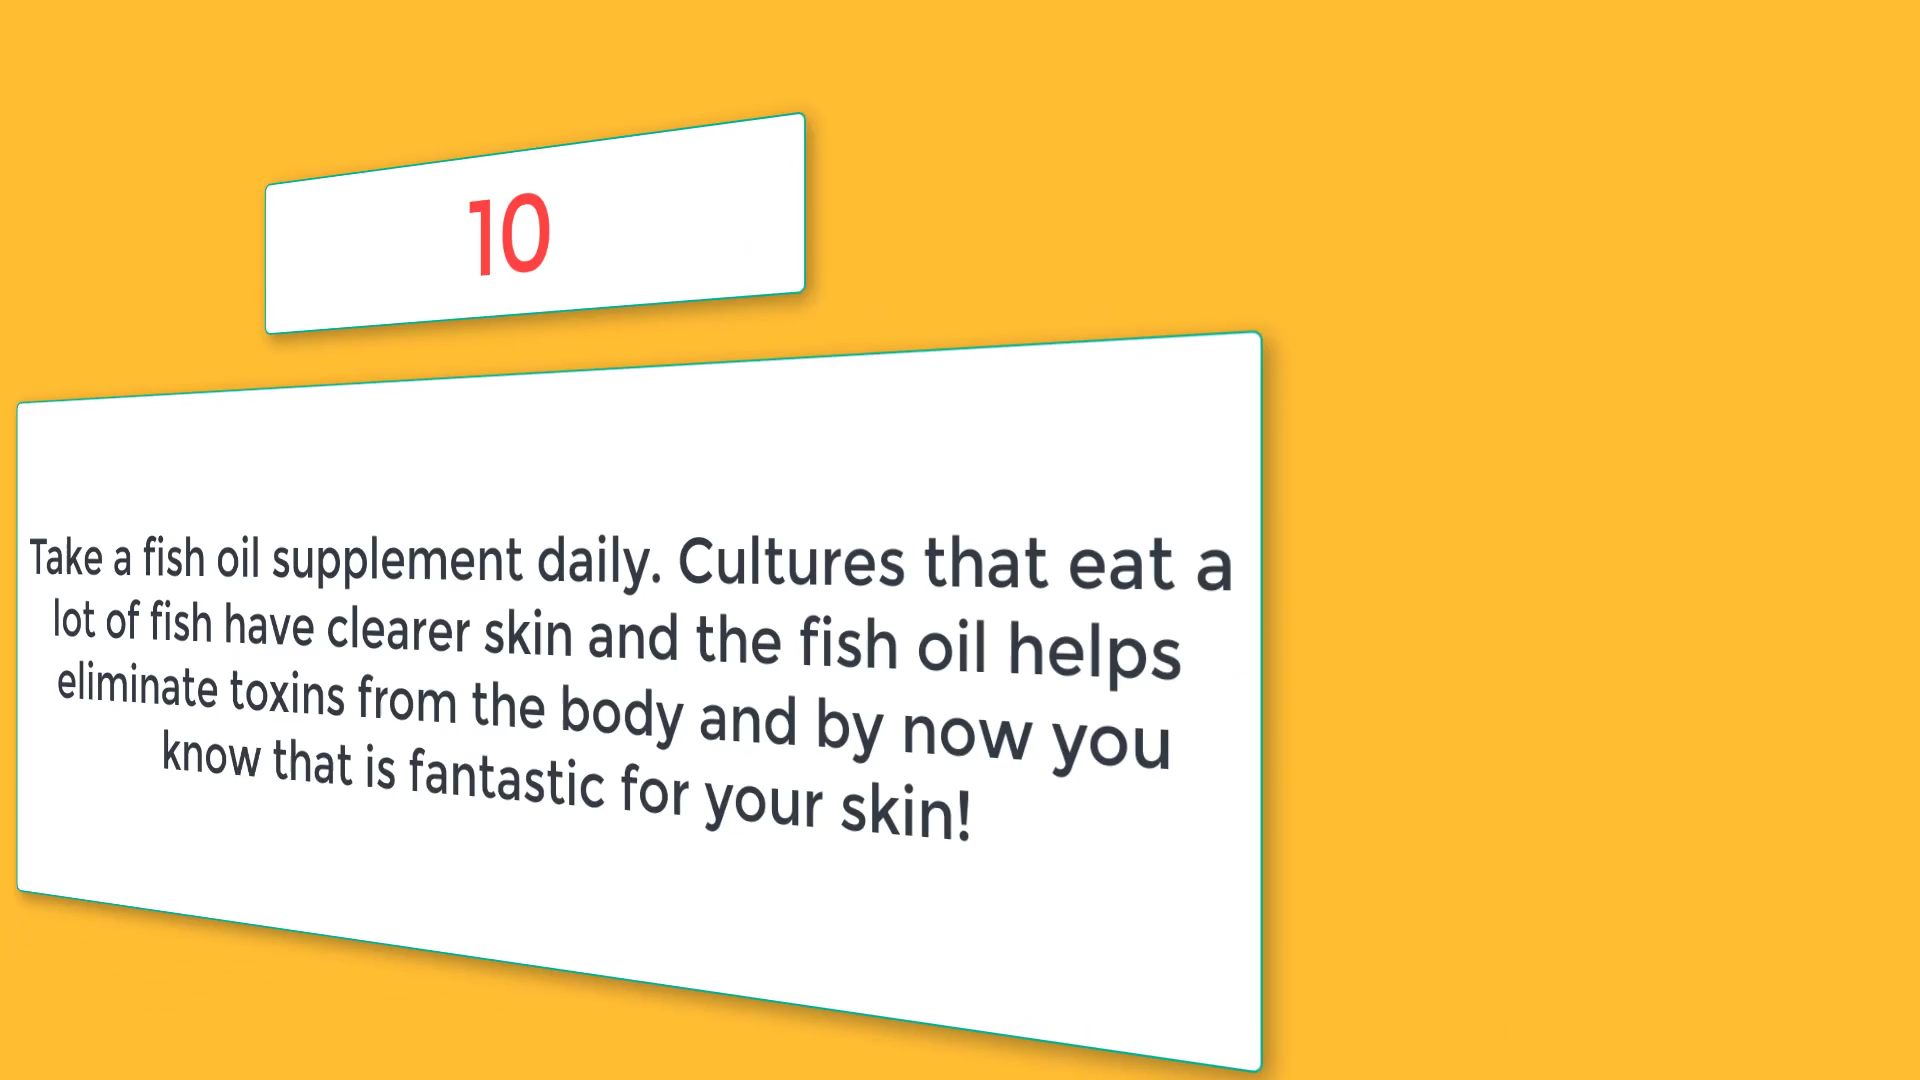 10
Take a fish oil supplement daily. Cultures that eat a
lot of fish have clearer skin and the fish oil helps
eliminate toxins from the body and by now you
know that is fantastic for your skin!